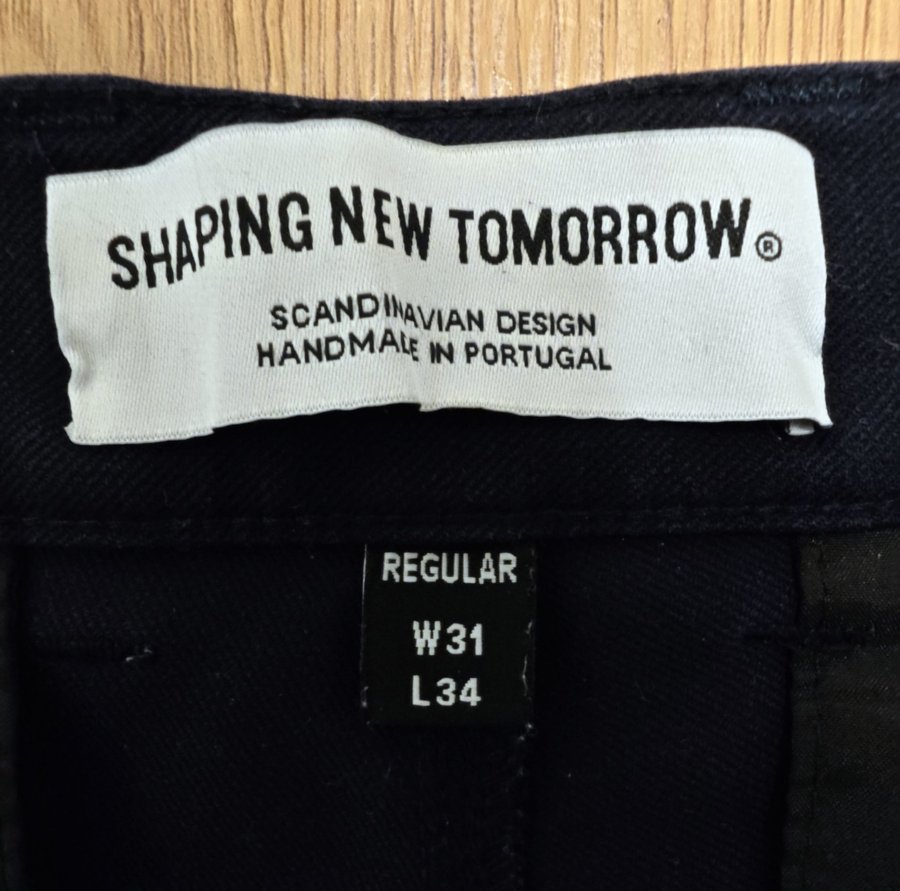 SHAPING NEW TOMORROW®
SCANDINAVIAN DESIGN
HANDMADE IN PORTUGAL
REGULAR
W31
L34